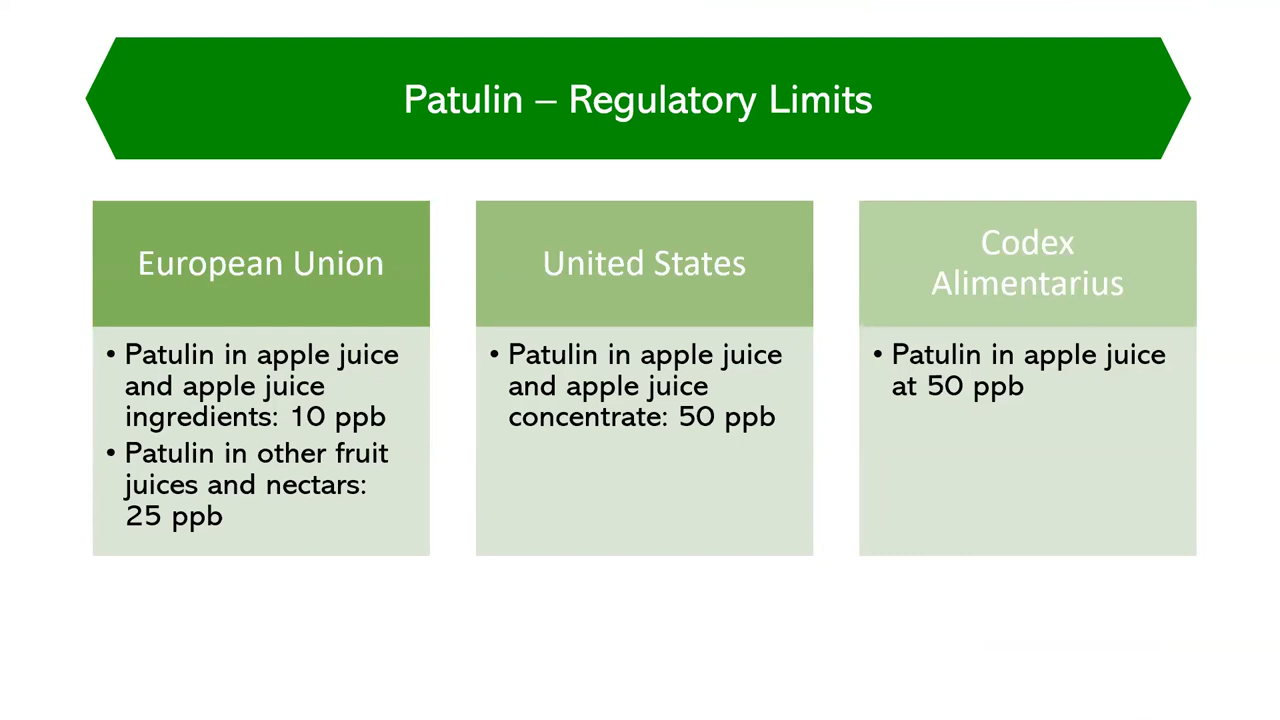 Patulin – Regulatory Limits
European Union
• Patulin in apple juice
and apple juice
ingredients: 10 ppb
• Patulin in other fruit
juices and nectars:
25 ppb
United States
• Patulin in apple juice
and apple juice
concentrate: 50 ppb
Codex
Alimentarius
• Patulin in apple juice
at 50 ppb